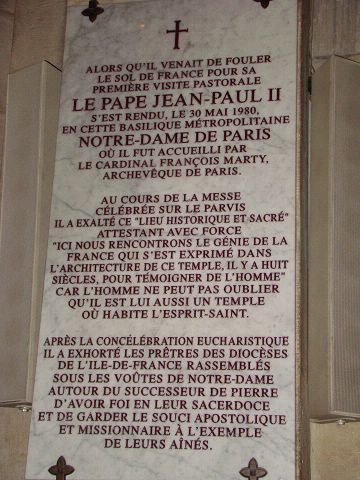 ALORS QU'IL VENAIT DE FOULER
LE SOL DE FRANCE POUR SA
PREMIÈRE VISITE PASTORALE
LE PAPE JEAN-PAUL II
S'EST RENDU, LE 30 MAI 1980,
EN CETTE BASILIQUE MÉTROPOLITAINE
NOTRE-DAME DE PARIS
OÙ IL FUT ACCUEILLI PAR
LE CARDINAL FRANÇOIS MARTY,
ARCHEVÊQUE DE PARIS.
AU COURS DE LA MESSE
CÉLÉBRÉE SUR LE PARVIS
IL A EXALTÉ CE "LIEU HISTORIQUE ET SACRÉ"
ATTESTANT AVEC FORCE
"ICI NOUS RENCONTRONS LE GÉNIE DE LA
FRANCE QUI S'EST EXPRIMÉ DANS
L'ARCHITECTURE DE CE TEMPLE, IL Y A HUIT
SIÈCLES, POUR TÉMOIGNER DE L'HOMME"
CAR L'HOMME NE PEUT PAS OUBLIER
QU'IL EST LUI AUSSI UN TEMPLE
OÙ HABITE L'ESPRIT-SAINT.
APRÈS LA CONCÉLÉBRATION EUCHARISTIQUE
IL A EXHORTÉ LES PRÊTRES DES DIOCÈSES
DE L'ILE-DE-FRANCE RASSEMBLÉS
SOUS LES VOÛTES DE NOTRE-DAME
AUTOUR DU SUCCESSEUR DE PIERRE
D'AVOIR FOI EN LEUR SACERDOCE
ET DE GARDER LE SOUCI APOSTOLIQUE
ET MISSIONNAIRE À L'EXEMPLE
DE LEURS AÎNÉS.